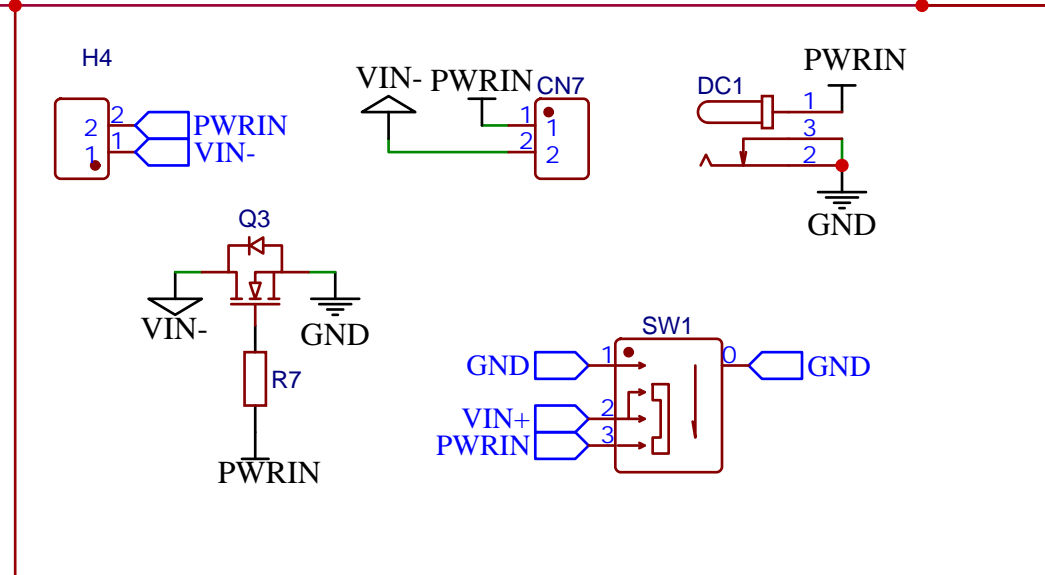 H4
2
2
PWRIN
1
1
VIN-
VIN-
PWRIN
CN7
1
1
2
2
PWRIN
DC1
1
3
2
GND
Q3
VIN-
GND
R7
PWRIN
SW1
GND
1
0
GND
VIN+
2
PWRIN
3